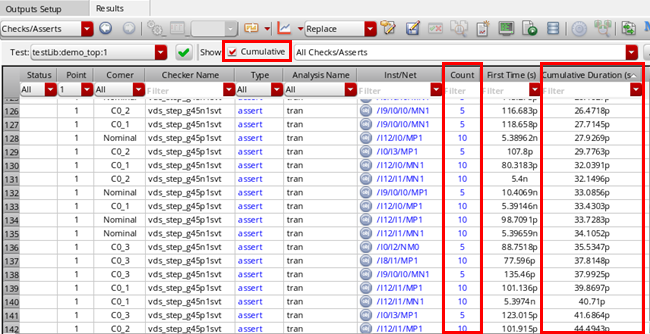 Outputs Setup Results
Checks/Asserts Replace
Test: testLib:demo_top:1 Show Cumulative All Checks/Asserts
Status Point Corner Checker Name Type Analysis Name Inst/Net Count First Time (s) Cumulative Duration (s
All 1 All Filter All Filter Filter Filter Filter Filter
126 1 C0_2 vds_step_g45p1svt assert tran /I9/I0/I0/MN1 5 116.683p 26.4718p
127 1 C0_1 vds_step_g45n1svt assert tran /I9/I0/I0/MN1 5 118.658p 27.7145p
128 1 Nominal vds_step_g45p1svt assert tran /I12/I0/MP1 10 5.38962n 27.9269p
129 1 C0_2 vds_step_g45p1svt assert tran /I0/I3/MP1 5 107.8p 29.7763p
130 1 C0_1 vds_step_g45n1svt assert tran /I12/I0/MN1 10 80.3183p 32.0391p
131 1 C0_2 vds_step_g45n1svt assert tran /I12/I1/MN1 10 5.4n 32.1496p
132 1 Nominal vds_step_g45p1svt assert tran /I9/I0/I0/MP1 5 10.4069n 33.0856p
133 1 C0_1 vds_step_g45p1svt assert tran /I12/I0/MP1 10 5.39146n 33.4303p
134 1 Nominal vds_step_g45p1svt assert tran /I12/I1/MP1 10 98.7091p 33.7283p
135 1 Nominal vds_step_g45n1svt assert tran /I12/I1/MN1 10 5.39659n 34.1052p
136 1 C0_3 vds_step_g45n1svt assert tran /I0/I2/NM0 5 88.7518p 35.5347p
137 1 C0_3 vds_step_g45p1svt assert tran /I8/I1/MP1 10 77.596p 37.8148p
138 1 C0_3 vds_step_g45n1svt assert tran /I9/I0/I0/MN1 5 135.46p 37.9925p
139 1 C0_1 vds_step_g45p1svt assert tran /I12/I1/MP1 10 101.136p 39.8697p
140 1 C0_1 vds_step_g45n1svt assert tran /I12/I1/MN1 10 5.3974n 40.71p
141 1 C0_3 vds_step_g45p1svt assert tran /I0/I3/MP1 5 123.015p 41.6864p
142 1 C0_2 vds_step_g45p1svt assert tran /I12/I1/MP1 10 101.915p 44.4943p